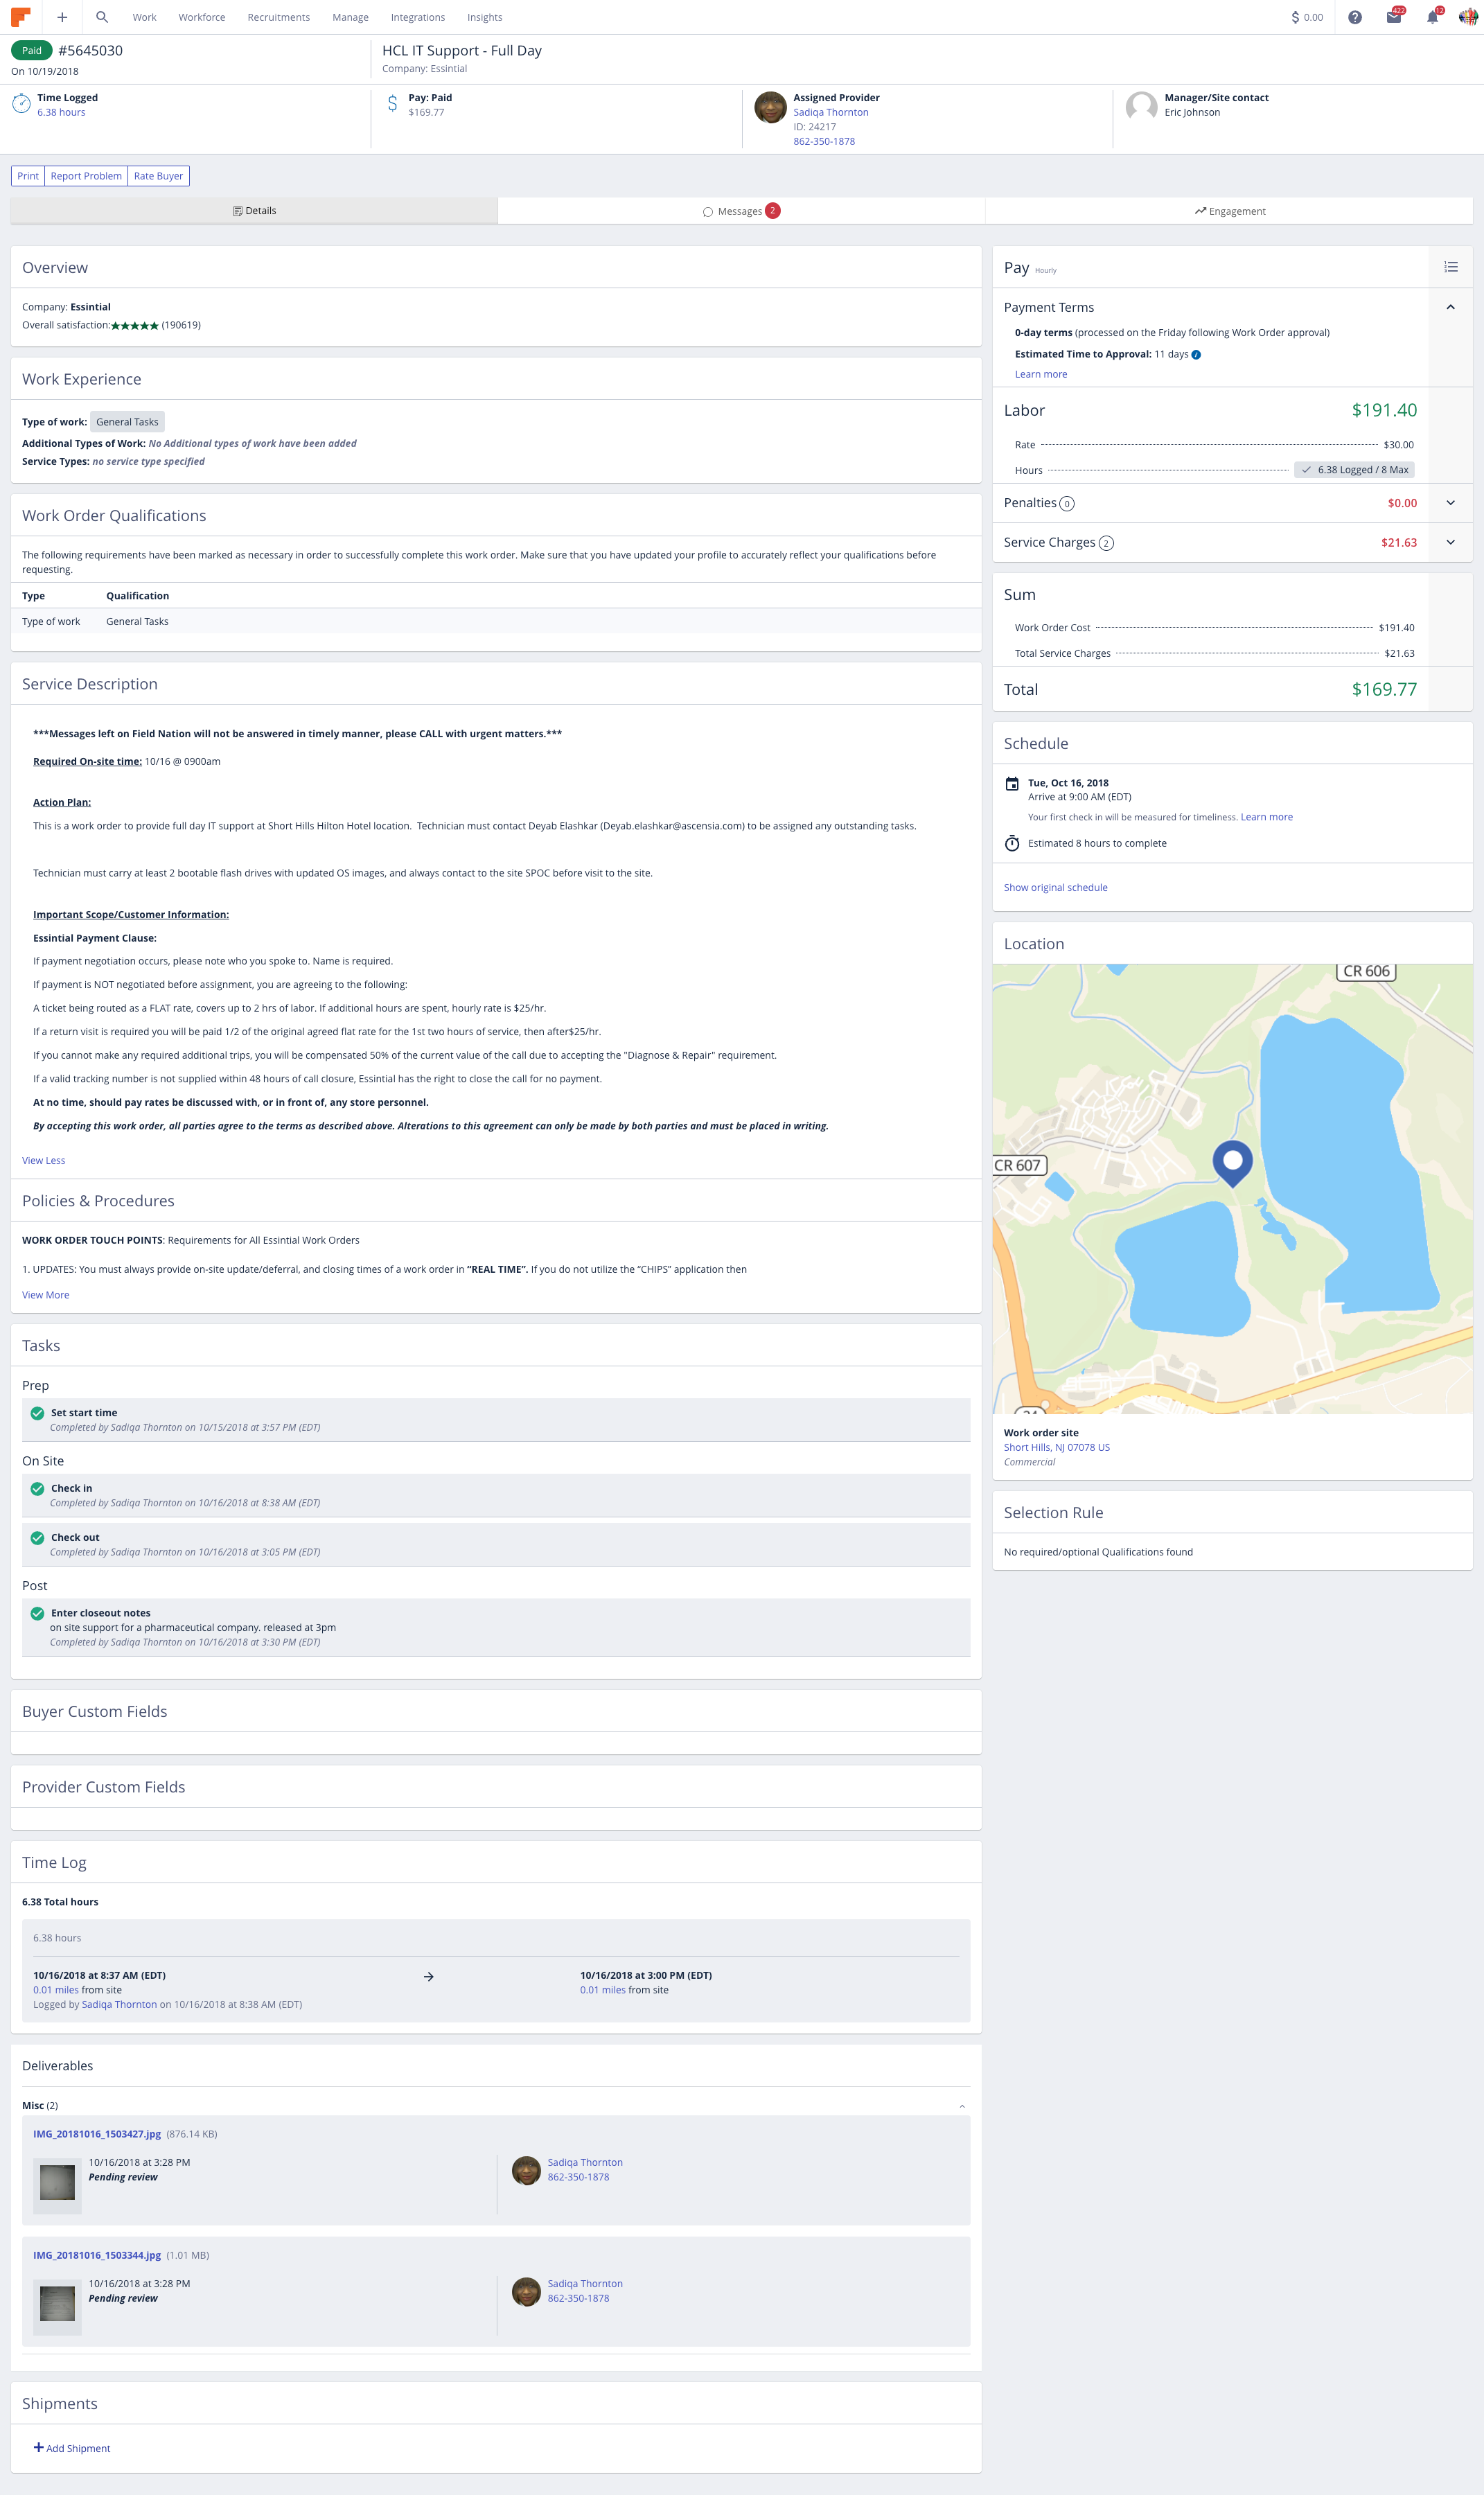 Work Workforce Recruitments Manage Integrations Insights $ 0.00 422 12
Paid #5645030
On 10/19/2018
HCL IT Support - Full Day
Company: Essintial
Time Logged
6.38 hours
Pay: Paid
$169.77
Assigned Provider
Sadiqa Thornton
ID: 24217
862-350-1878
Manager/Site contact
Eric Johnson
Print Report Problem Rate Buyer
Details Messages 2 Engagement
Overview
Company: Essintial
Overall satisfaction:★★★★★ (190619)
Work Experience
Type of work: General Tasks
Additional Types of Work: No Additional types of work have been added
Service Types: no service type specified
Work Order Qualifications
The following requirements have been marked as necessary in order to successfully complete this work order. Make sure that you have updated your profile to accurately reflect your qualifications before
requesting.
Type Qualification
Type of work General Tasks
Service Description
***Messages left on Field Nation will not be answered in timely manner, please CALL with urgent matters.***
Required On-site time: 10/16 @ 0900am
Action Plan:
This is a work order to provide full day IT support at Short Hills Hilton Hotel location. Technician must contact Deyab Elashkar (Deyab.elashkar@ascensia.com) to be assigned any outstanding tasks.
Technician must carry at least 2 bootable flash drives with updated OS images, and always contact to the site SPOC before visit to the site.
Important Scope/Customer Information:
Essintial Payment Clause:
If payment negotiation occurs, please note who you spoke to. Name is required.
If payment is NOT negotiated before assignment, you are agreeing to the following:
A ticket being routed as a FLAT rate, covers up to 2 hrs of labor. If additional hours are spent, hourly rate is $25/hr.
If a return visit is required you will be paid 1/2 of the original agreed flat rate for the 1st two hours of service, then after$25/hr.
If you cannot make any required additional trips, you will be compensated 50% of the current value of the call due to accepting the "Diagnose & Repair" requirement.
If a valid tracking number is not supplied within 48 hours of call closure, Essintial has the right to close the call for no payment.
At no time, should pay rates be discussed with, or in front of, any store personnel.
By accepting this work order, all parties agree to the terms as described above. Alterations to this agreement can only be made by both parties and must be placed in writing.
View Less
Policies & Procedures
WORK ORDER TOUCH POINTS: Requirements for All Essintial Work Orders
1. UPDATES: You must always provide on-site update/deferral, and closing times of a work order in “REAL TIME”. If you do not utilize the “CHIPS” application then
View More
Tasks
Prep
Set start time
Completed by Sadiqa Thornton on 10/15/2018 at 3:57 PM (EDT)
On Site
Check in
Completed by Sadiqa Thornton on 10/16/2018 at 8:38 AM (EDT)
Check out
Completed by Sadiqa Thornton on 10/16/2018 at 3:05 PM (EDT)
Post
Enter closeout notes
on site support for a pharmaceutical company. released at 3pm
Completed by Sadiqa Thornton on 10/16/2018 at 3:30 PM (EDT)
Buyer Custom Fields
Provider Custom Fields
Time Log
6.38 Total hours
6.38 hours
10/16/2018 at 8:37 AM (EDT) → 10/16/2018 at 3:00 PM (EDT)
0.01 miles from site 0.01 miles from site
Logged by Sadiqa Thornton on 10/16/2018 at 8:38 AM (EDT)
Deliverables
Misc (2)
IMG_20181016_1503427.jpg (876.14 KB)
10/16/2018 at 3:28 PM
Pending review
Sadiqa Thornton
862-350-1878
IMG_20181016_1503344.jpg (1.01 MB)
10/16/2018 at 3:28 PM
Pending review
Sadiqa Thornton
862-350-1878
Shipments
Add Shipment
Pay Hourly
Payment Terms
0-day terms (processed on the Friday following Work Order approval)
Estimated Time to Approval: 11 days
Learn more
Labor $191.40
Rate $30.00
Hours 6.38 Logged / 8 Max
Penalties 0 $0.00
Service Charges 2 $21.63
Sum
Work Order Cost $191.40
Total Service Charges $21.63
Total $169.77
Schedule
Tue, Oct 16, 2018
Arrive at 9:00 AM (EDT)
Your first check in will be measured for timeliness. Learn more
Estimated 8 hours to complete
Show original schedule
Location
CR 606
CR 607
Work order site
Short Hills, NJ 07078 US
Commercial
Selection Rule
No required/optional Qualifications found